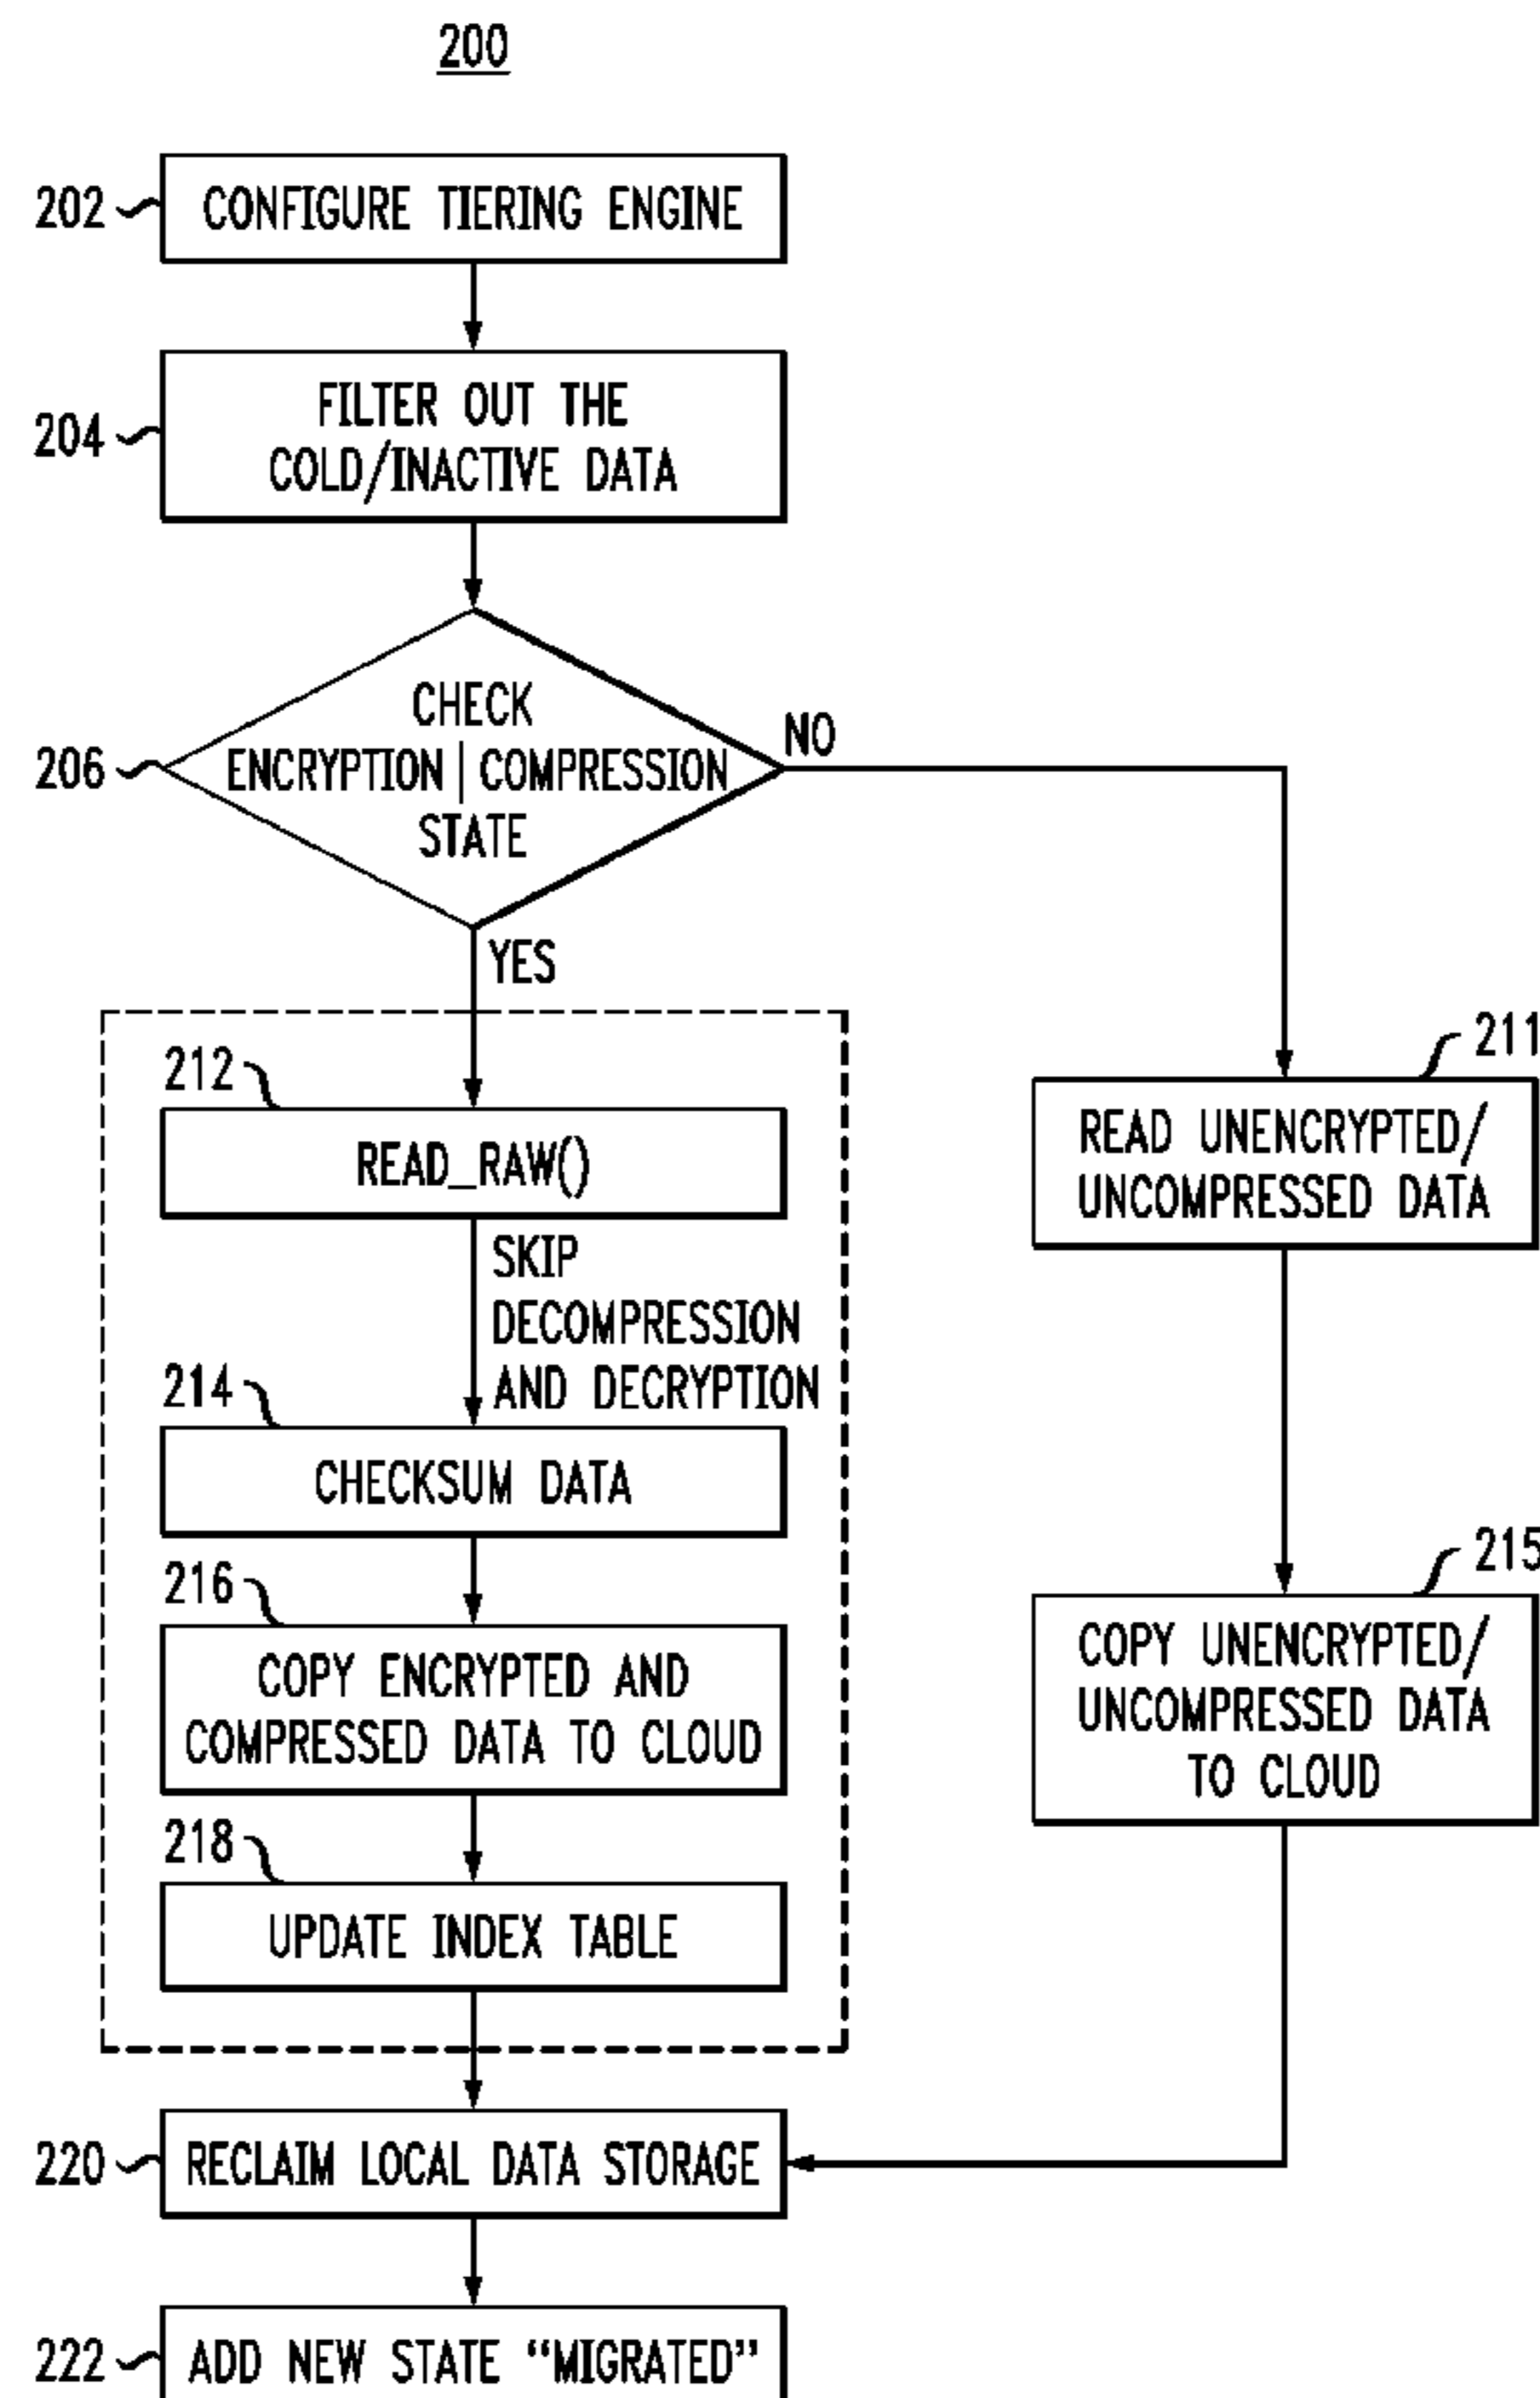 200
202
CONFIGURE TIERING ENGINE
204
FILTER OUT THE
COLD/INACTIVE DATA
206
CHECK
ENCRYPTION|COMPRESSION
STATE
NO
YES
212
READ_RAW()
SKIP
DECOMPRESSION
AND DECRYPTION
214
CHECKSUM DATA
216
COPY ENCRYPTED AND
COMPRESSED DATA TO CLOUD
218
UPDATE INDEX TABLE
211
READ UNENCRYPTED/
UNCOMPRESSED DATA
215
COPY UNENCRYPTED/
UNCOMPRESSED DATA
TO CLOUD
220
RECLAIM LOCAL DATA STORAGE
222
ADD NEW STATE “MIGRATED”